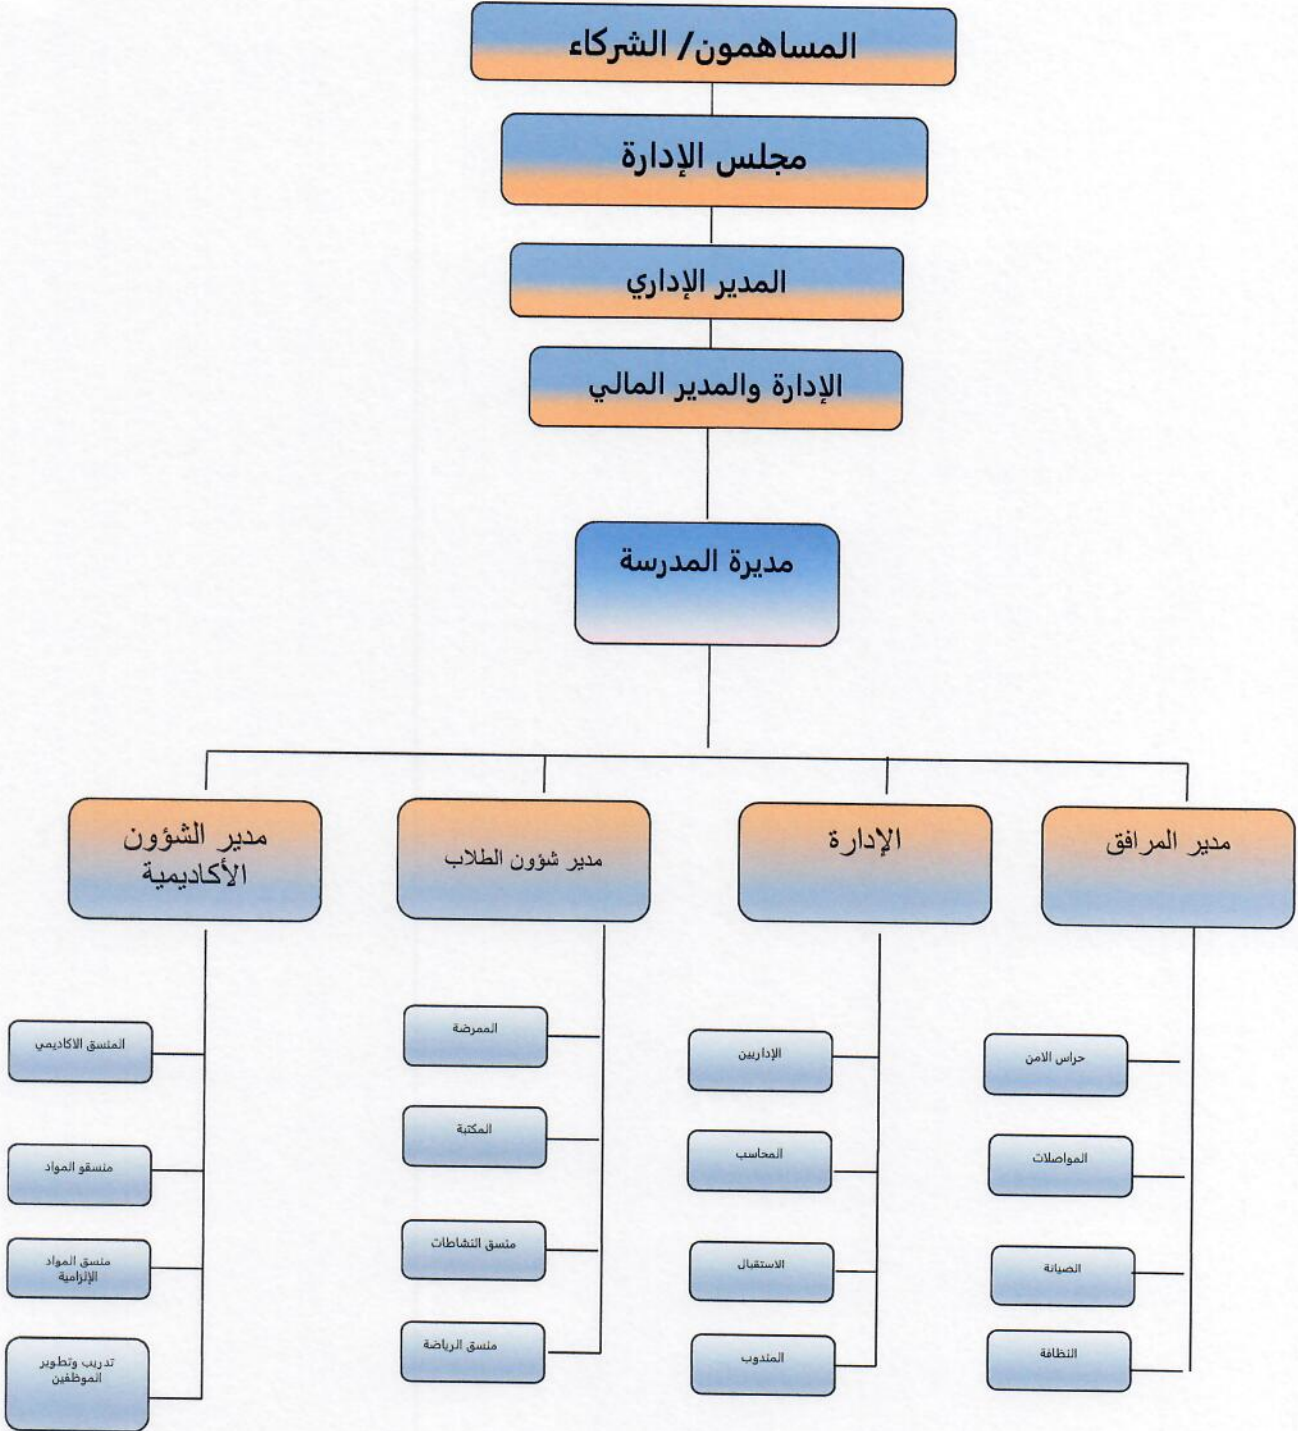 المساهمون/ الشركاء
مجلس الإدارة
المدير الإداري
الإدارة والمدير المالي
مديرة المدرسة
مدير المرافق
الإدارة
مدير شؤون الطلاب
مدير الشؤون
الأكاديمية
حراس الامن
المواصلات
الصيانة
النظافة
الإداريين
المحاسب
الاستقبال
المندوب
الممرضة
المكتبة
منسق النشاطات
منسق الرياضة
المنسق الاكاديمي
منسقو المواد
منسق المواد
الإلزامية
تدريب وتطوير
الموظفين